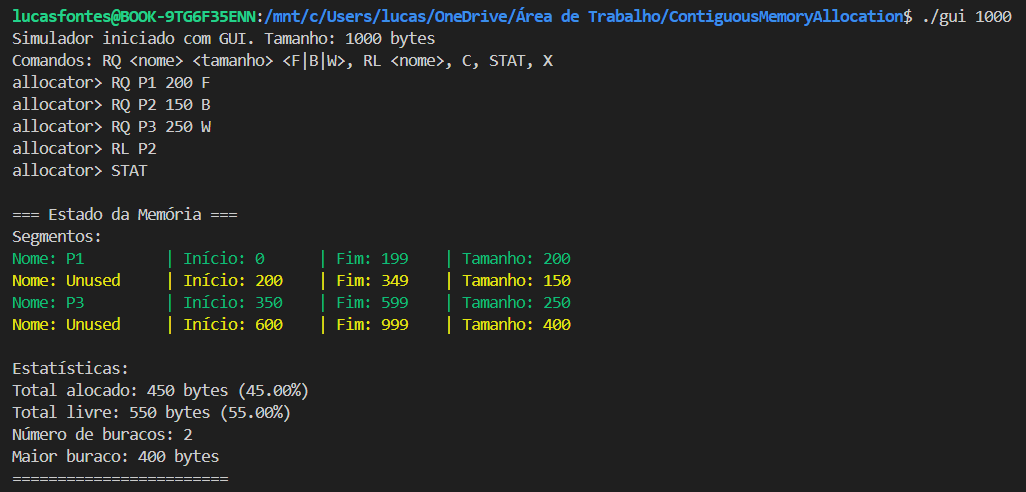 lucasfontes@BOOK-9TG6F35ENN:/mnt/c/Users/lucas/OneDrive/Área de Trabalho/ContiguousMemoryAllocation$ ./gui 1000
Simulador iniciado com GUI. Tamanho: 1000 bytes
Comandos: RQ <nome> <tamanho> <F|B|W>, RL <nome>, C, STAT, X
allocator> RQ P1 200 F
allocator> RQ P2 150 B
allocator> RQ P3 250 W
allocator> RL P2
allocator> STAT
=== Estado da Memória ===
Segmentos:
Nome: P1 | Início: 0 | Fim: 199 | Tamanho: 200
Nome: Unused | Início: 200 | Fim: 349 | Tamanho: 150
Nome: P3 | Início: 350 | Fim: 599 | Tamanho: 250
Nome: Unused | Início: 600 | Fim: 999 | Tamanho: 400
Estatísticas:
Total alocado: 450 bytes (45.00%)
Total livre: 550 bytes (55.00%)
Número de buracos: 2
Maior buraco: 400 bytes
========================